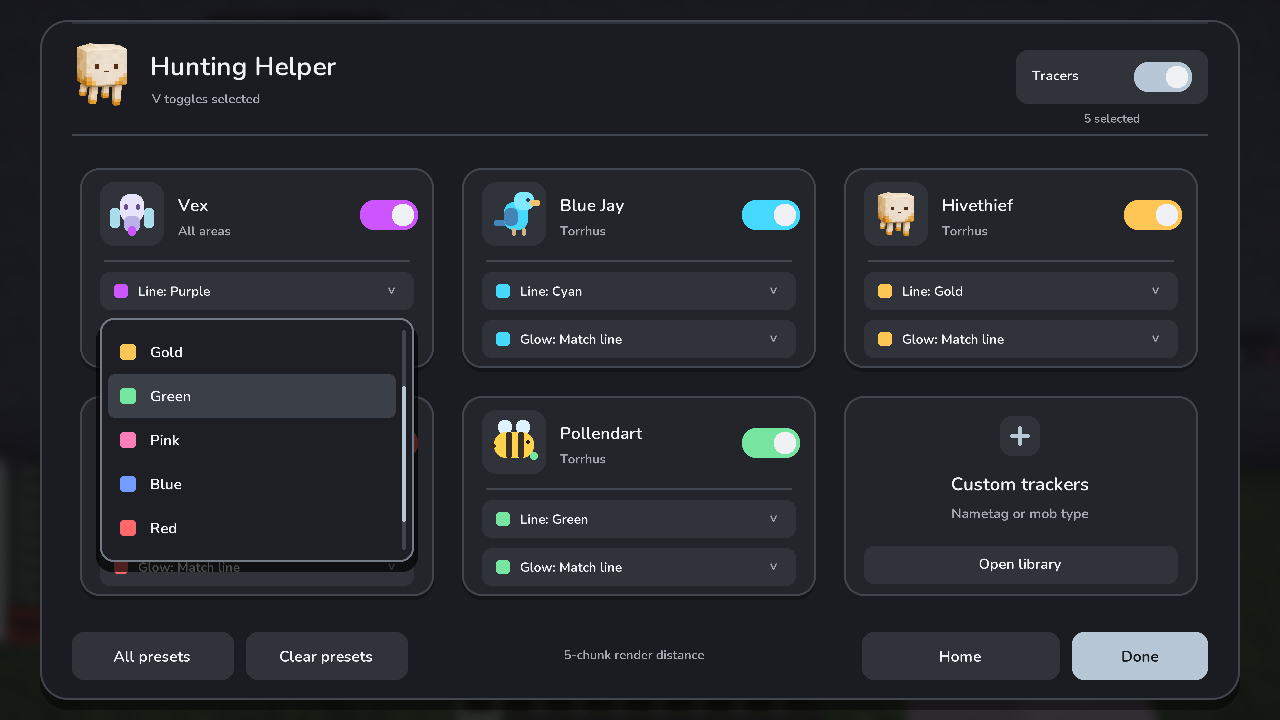 Hunting Helper
V toggles selected
Tracers
5 selected
Vex
All areas
Line: Purple
Gold
Green
Pink
Blue
Red
Glow: Match line
Blue Jay
Torrhus
Line: Cyan
Glow: Match line
Hivethief
Torrhus
Line: Gold
Glow: Match line
Pollendart
Torrhus
Line: Green
Glow: Match line
Custom trackers
Nametag or mob type
Open library
All presets
Clear presets
5-chunk render distance
Home
Done